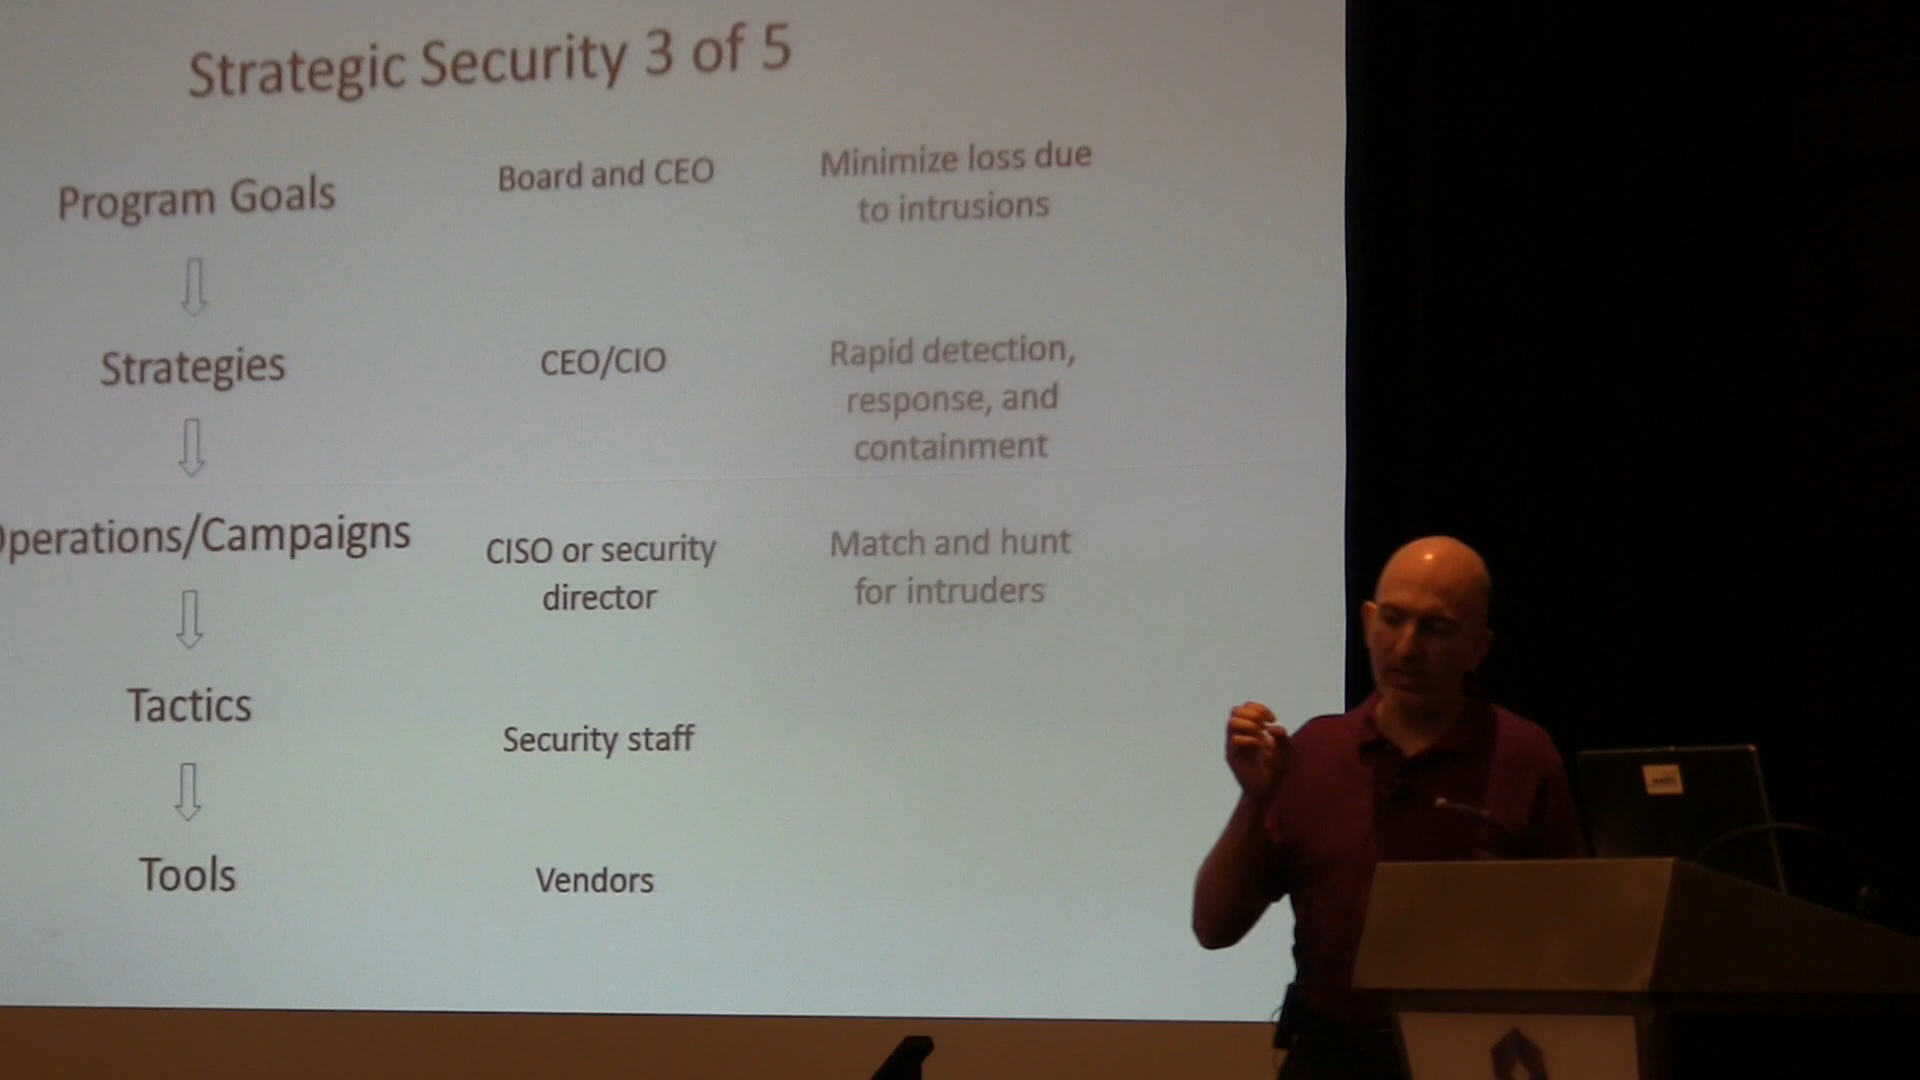 Strategic Security 3 of 5
Program Goals
Board and CEO
Minimize loss due
to intrusions
Strategies
CEO/CIO
Rapid detection,
response, and
containment
Operations/Campaigns
CISO or security
director
Match and hunt
for intruders
Tactics
Security staff
Tools
Vendors